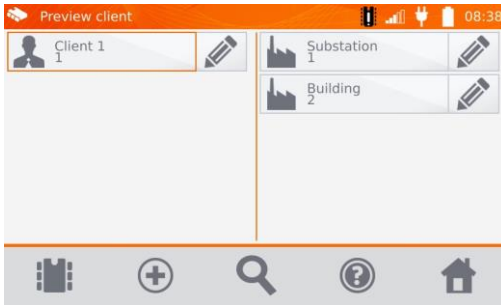 Preview client
08:38
Client 1
1
Substation
1
Building
2